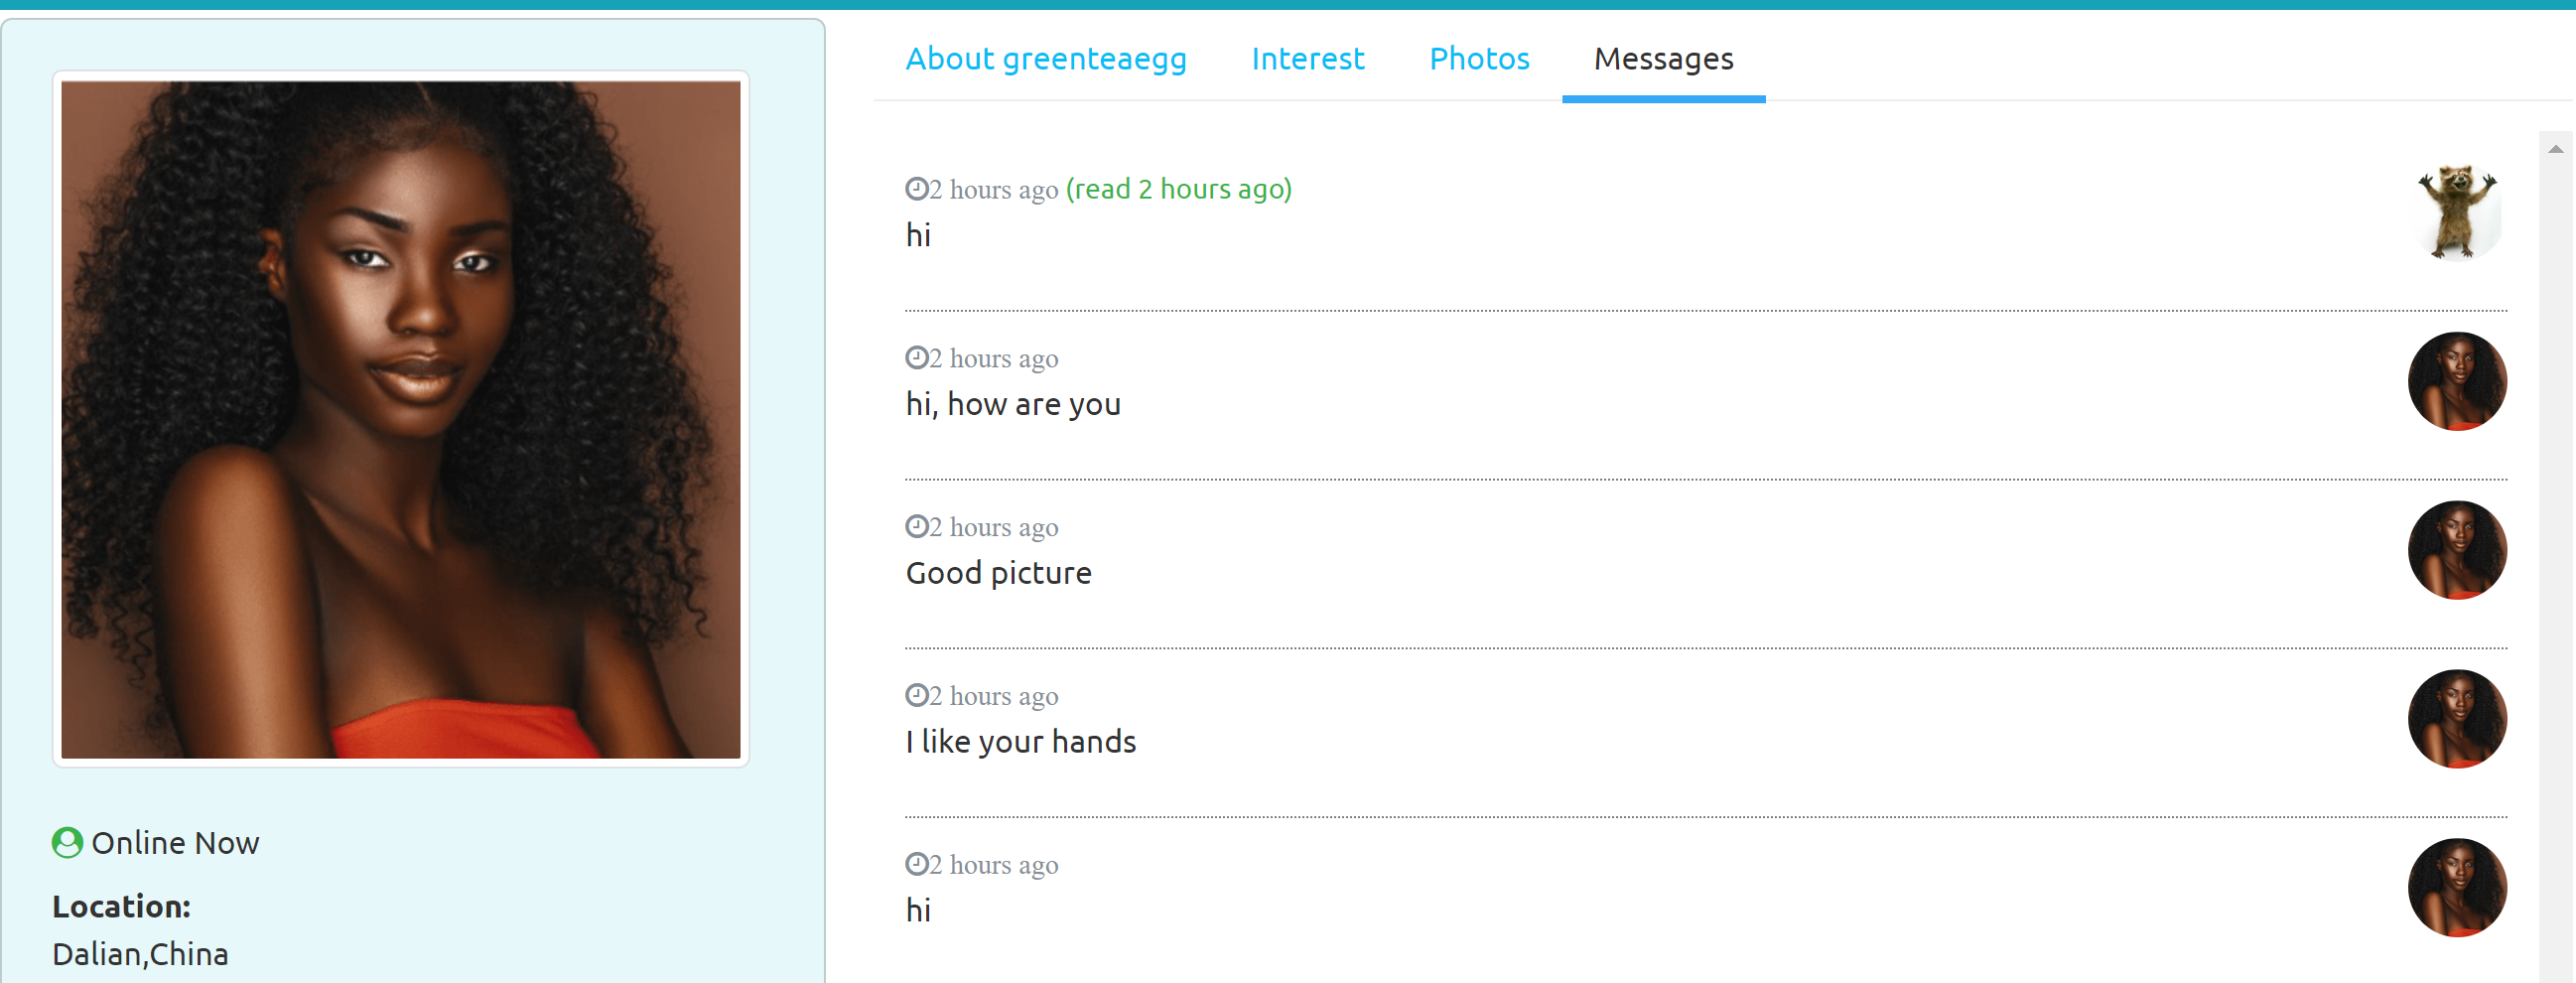 About greenteaegg Interest Photos Messages
2 hours ago (read 2 hours ago)
hi
2 hours ago
hi, how are you
2 hours ago
Good picture
2 hours ago
I like your hands
2 hours ago
hi
Online Now
Location:
Dalian,China